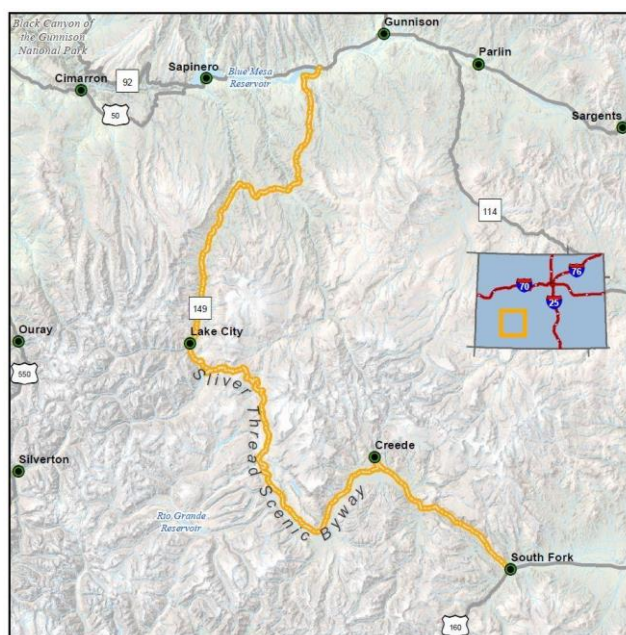 Black Canyon of
the Gunnison
National Park
Gunnison
Parlin
Sapinero
Cimarron
92
Blue Mesa
Reservoir
50
Sargents
114
70
76
25
149
Ouray
Lake City
550
Sliver Thread Scenic Byway
Creede
Silverton
Rio Grande
Reservoir
South Fork
160